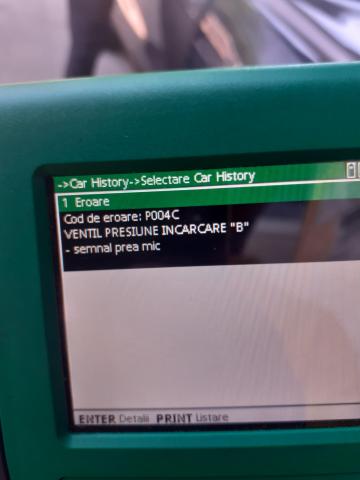 ->Car History->Selectare Car History
1 Eroare
Cod de eroare: P004C
VENTIL PRESIUNE INCARCARE "B"
- semnal prea mic
ENTER Detalii PRINT Listare